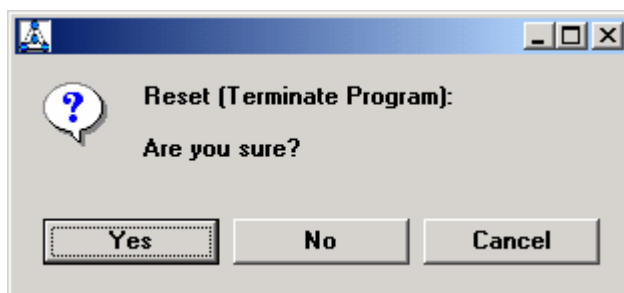 Reset (Terminate Program):
Are you sure?
Yes No Cancel